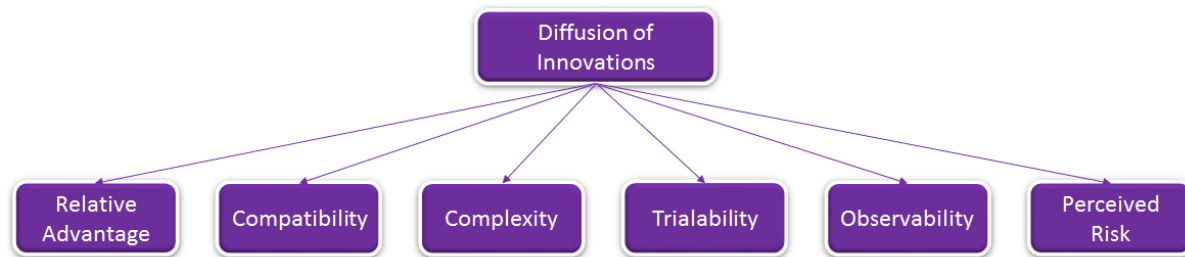 Diffusion of
Innovations
Relative
Advantage
Compatibility
Complexity
Trialability
Observability
Perceived
Risk